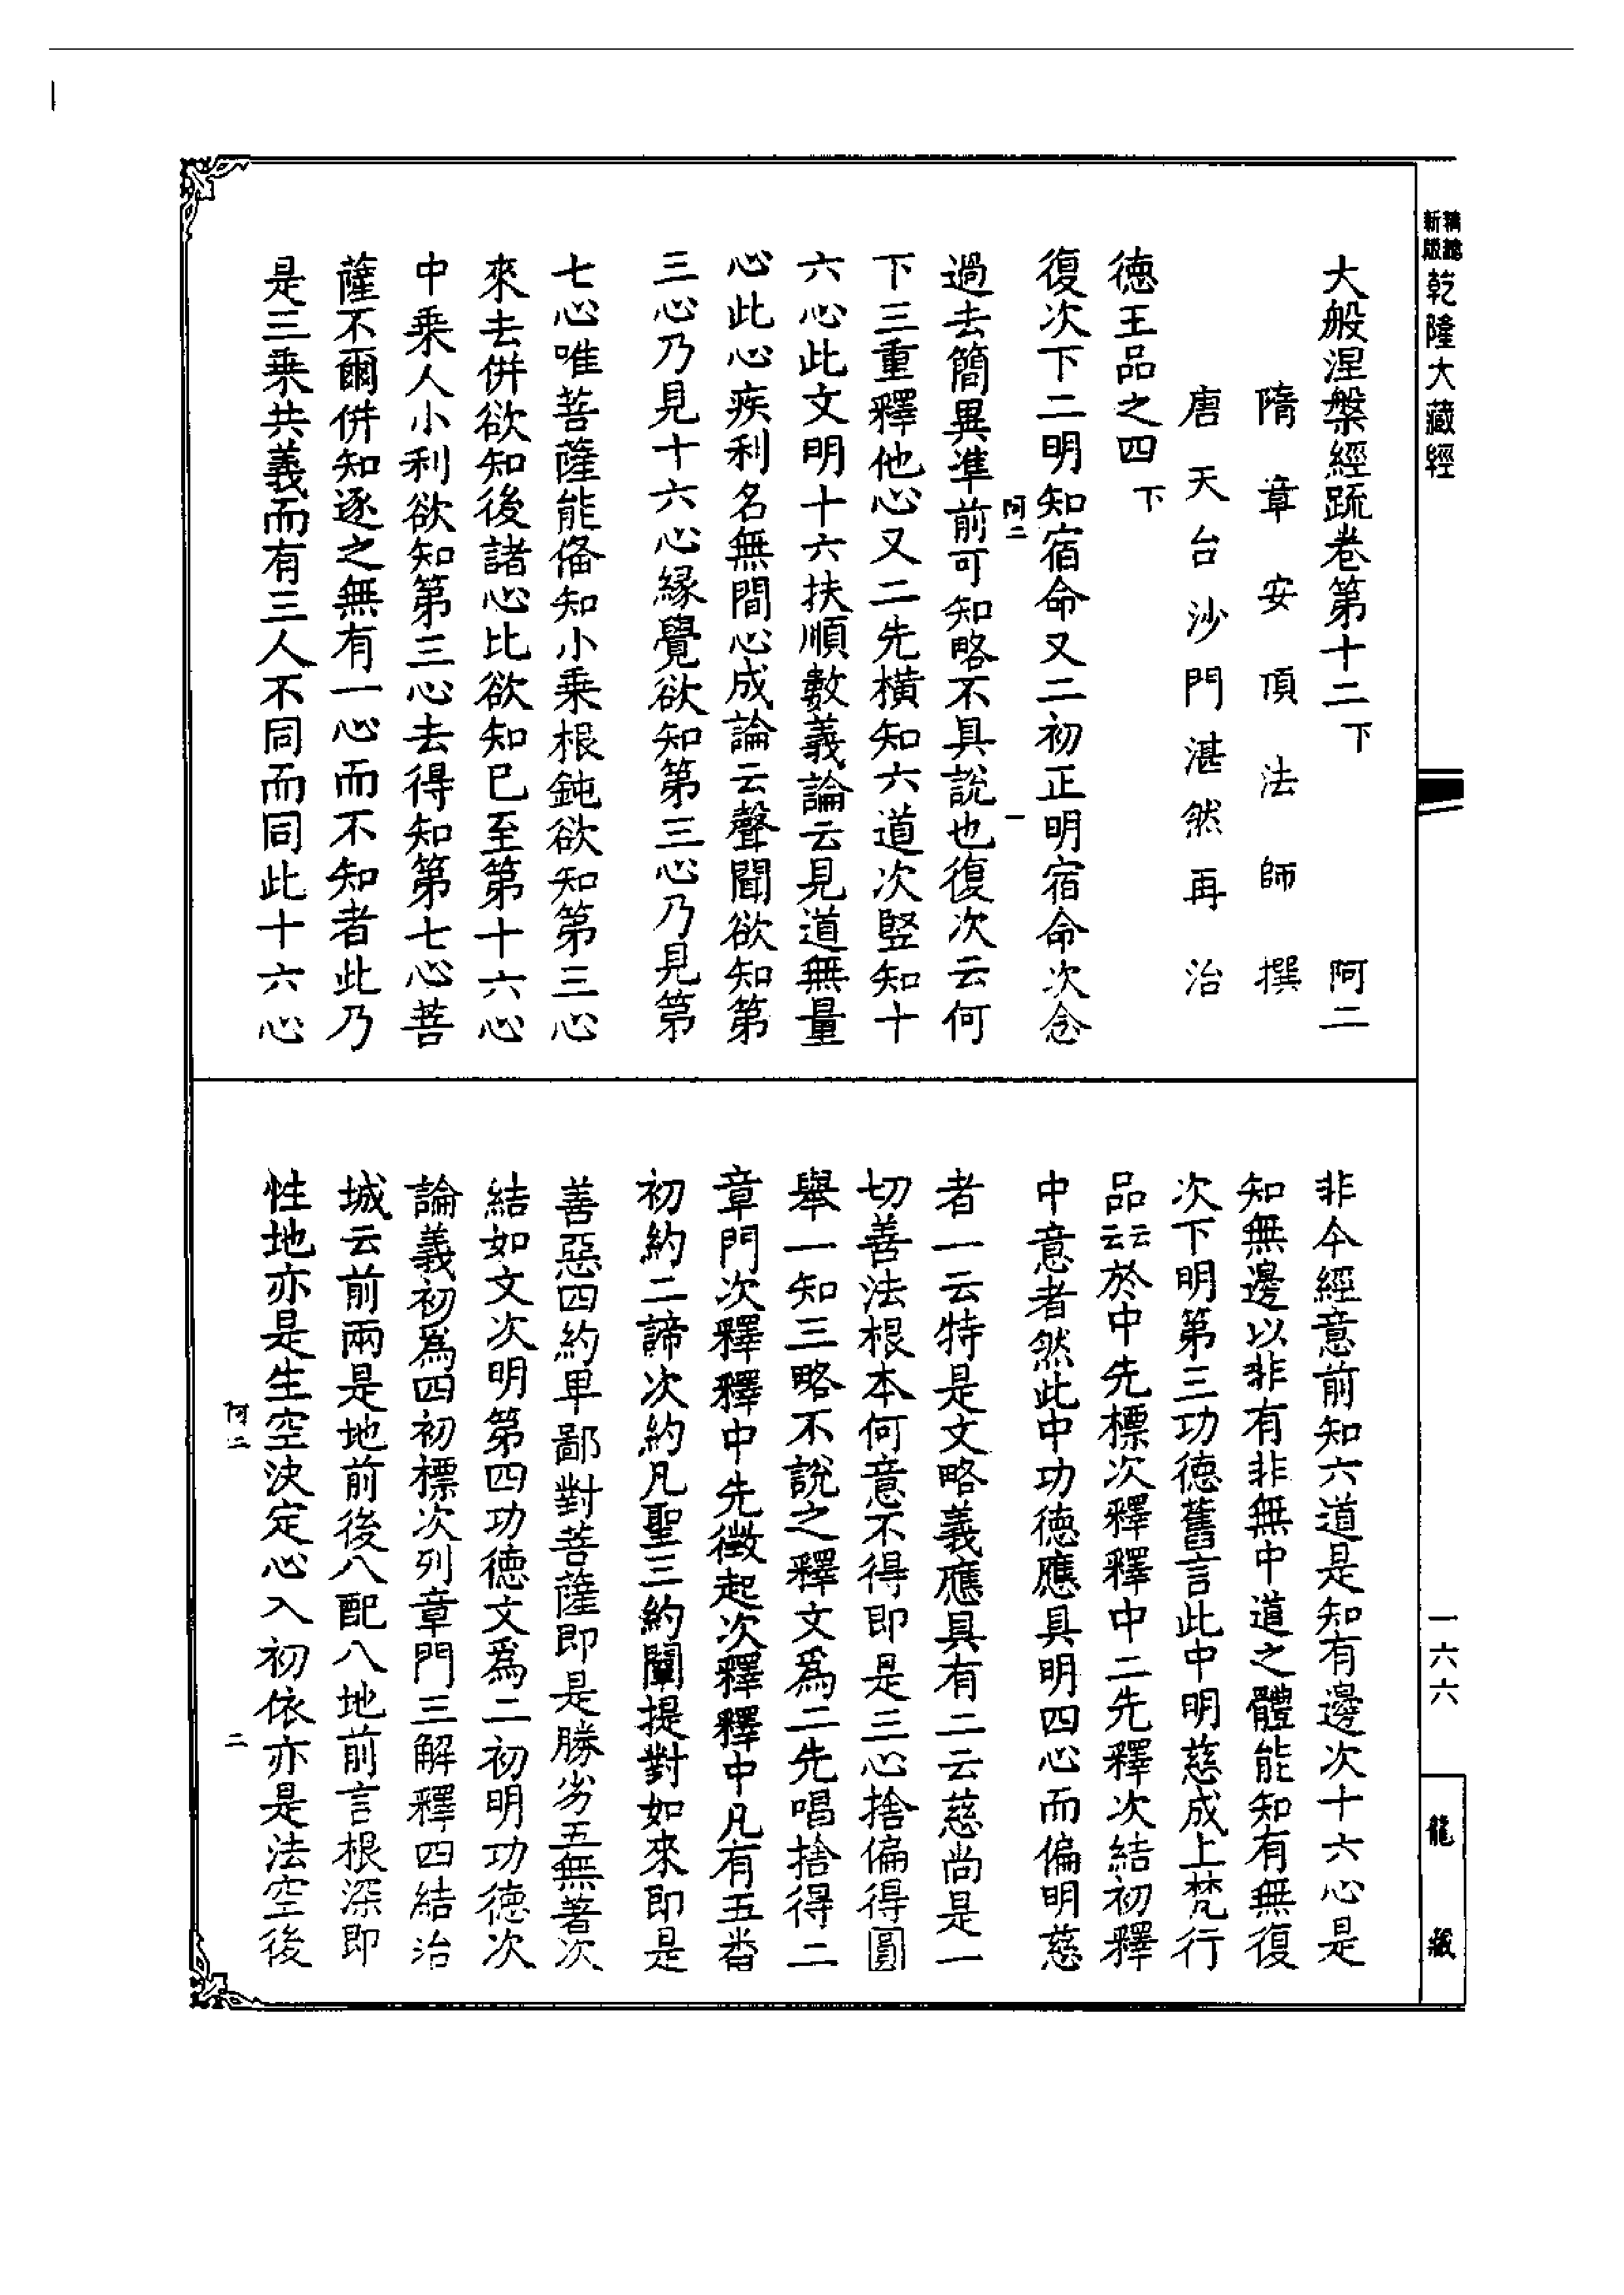 新版精縮
乾隆大藏經
大般涅槃經疏卷第十二下 阿二
隋章安頂法師撰
唐天台沙門湛然再治
德王品之四下
復次下二明知宿命又二初正明宿命次念
阿二 一
過去簡異準前可知略不具說也復次云何
下三重釋他心又二先橫知六道次竪知十
六心此文明十六扶順數義論云見道無量
心此心疾利名無間心成論云聲聞欲知第
三心乃見十六心緣覺欲知第三心乃見第
七心唯菩薩能俻知小乘根鈍欲知第三心
來去併欲知後諸心比欲知已至第十六心
中乘人小利欲知第三心去得知第七心菩
薩不爾併知逐之無有一心而不知者此乃
是三乘共義而有三人不同而同此十六心
非今經意前知六道是知有邊次十六心是
知無邊以非有非無中道之體能知有無復
次下明第三功德舊言此中明慈成上梵行
品云云於中先標次釋釋中二先釋次結初釋
中意者然此中功德應具明四心而偏明慈
者一云特是文略義應具有二云慈尚是一
切善法根本何意不得即是三心捨偏得圓
舉一知三略不說之釋文爲二先唱捨得二
章門次釋釋中先徵起次釋釋中凡有五番
初約二諦次約凡聖三約闡提對如來即是
善惡四約卑鄙對菩薩即是勝劣五無著次
結如文次明第四功德文爲二初明功德次
論義初爲四初標次列章門三解釋四結治
城云前兩是地前後八配八地前言根深即
性地亦是生空決定心入初依亦是法空後
阿二 二
一六六
龍藏